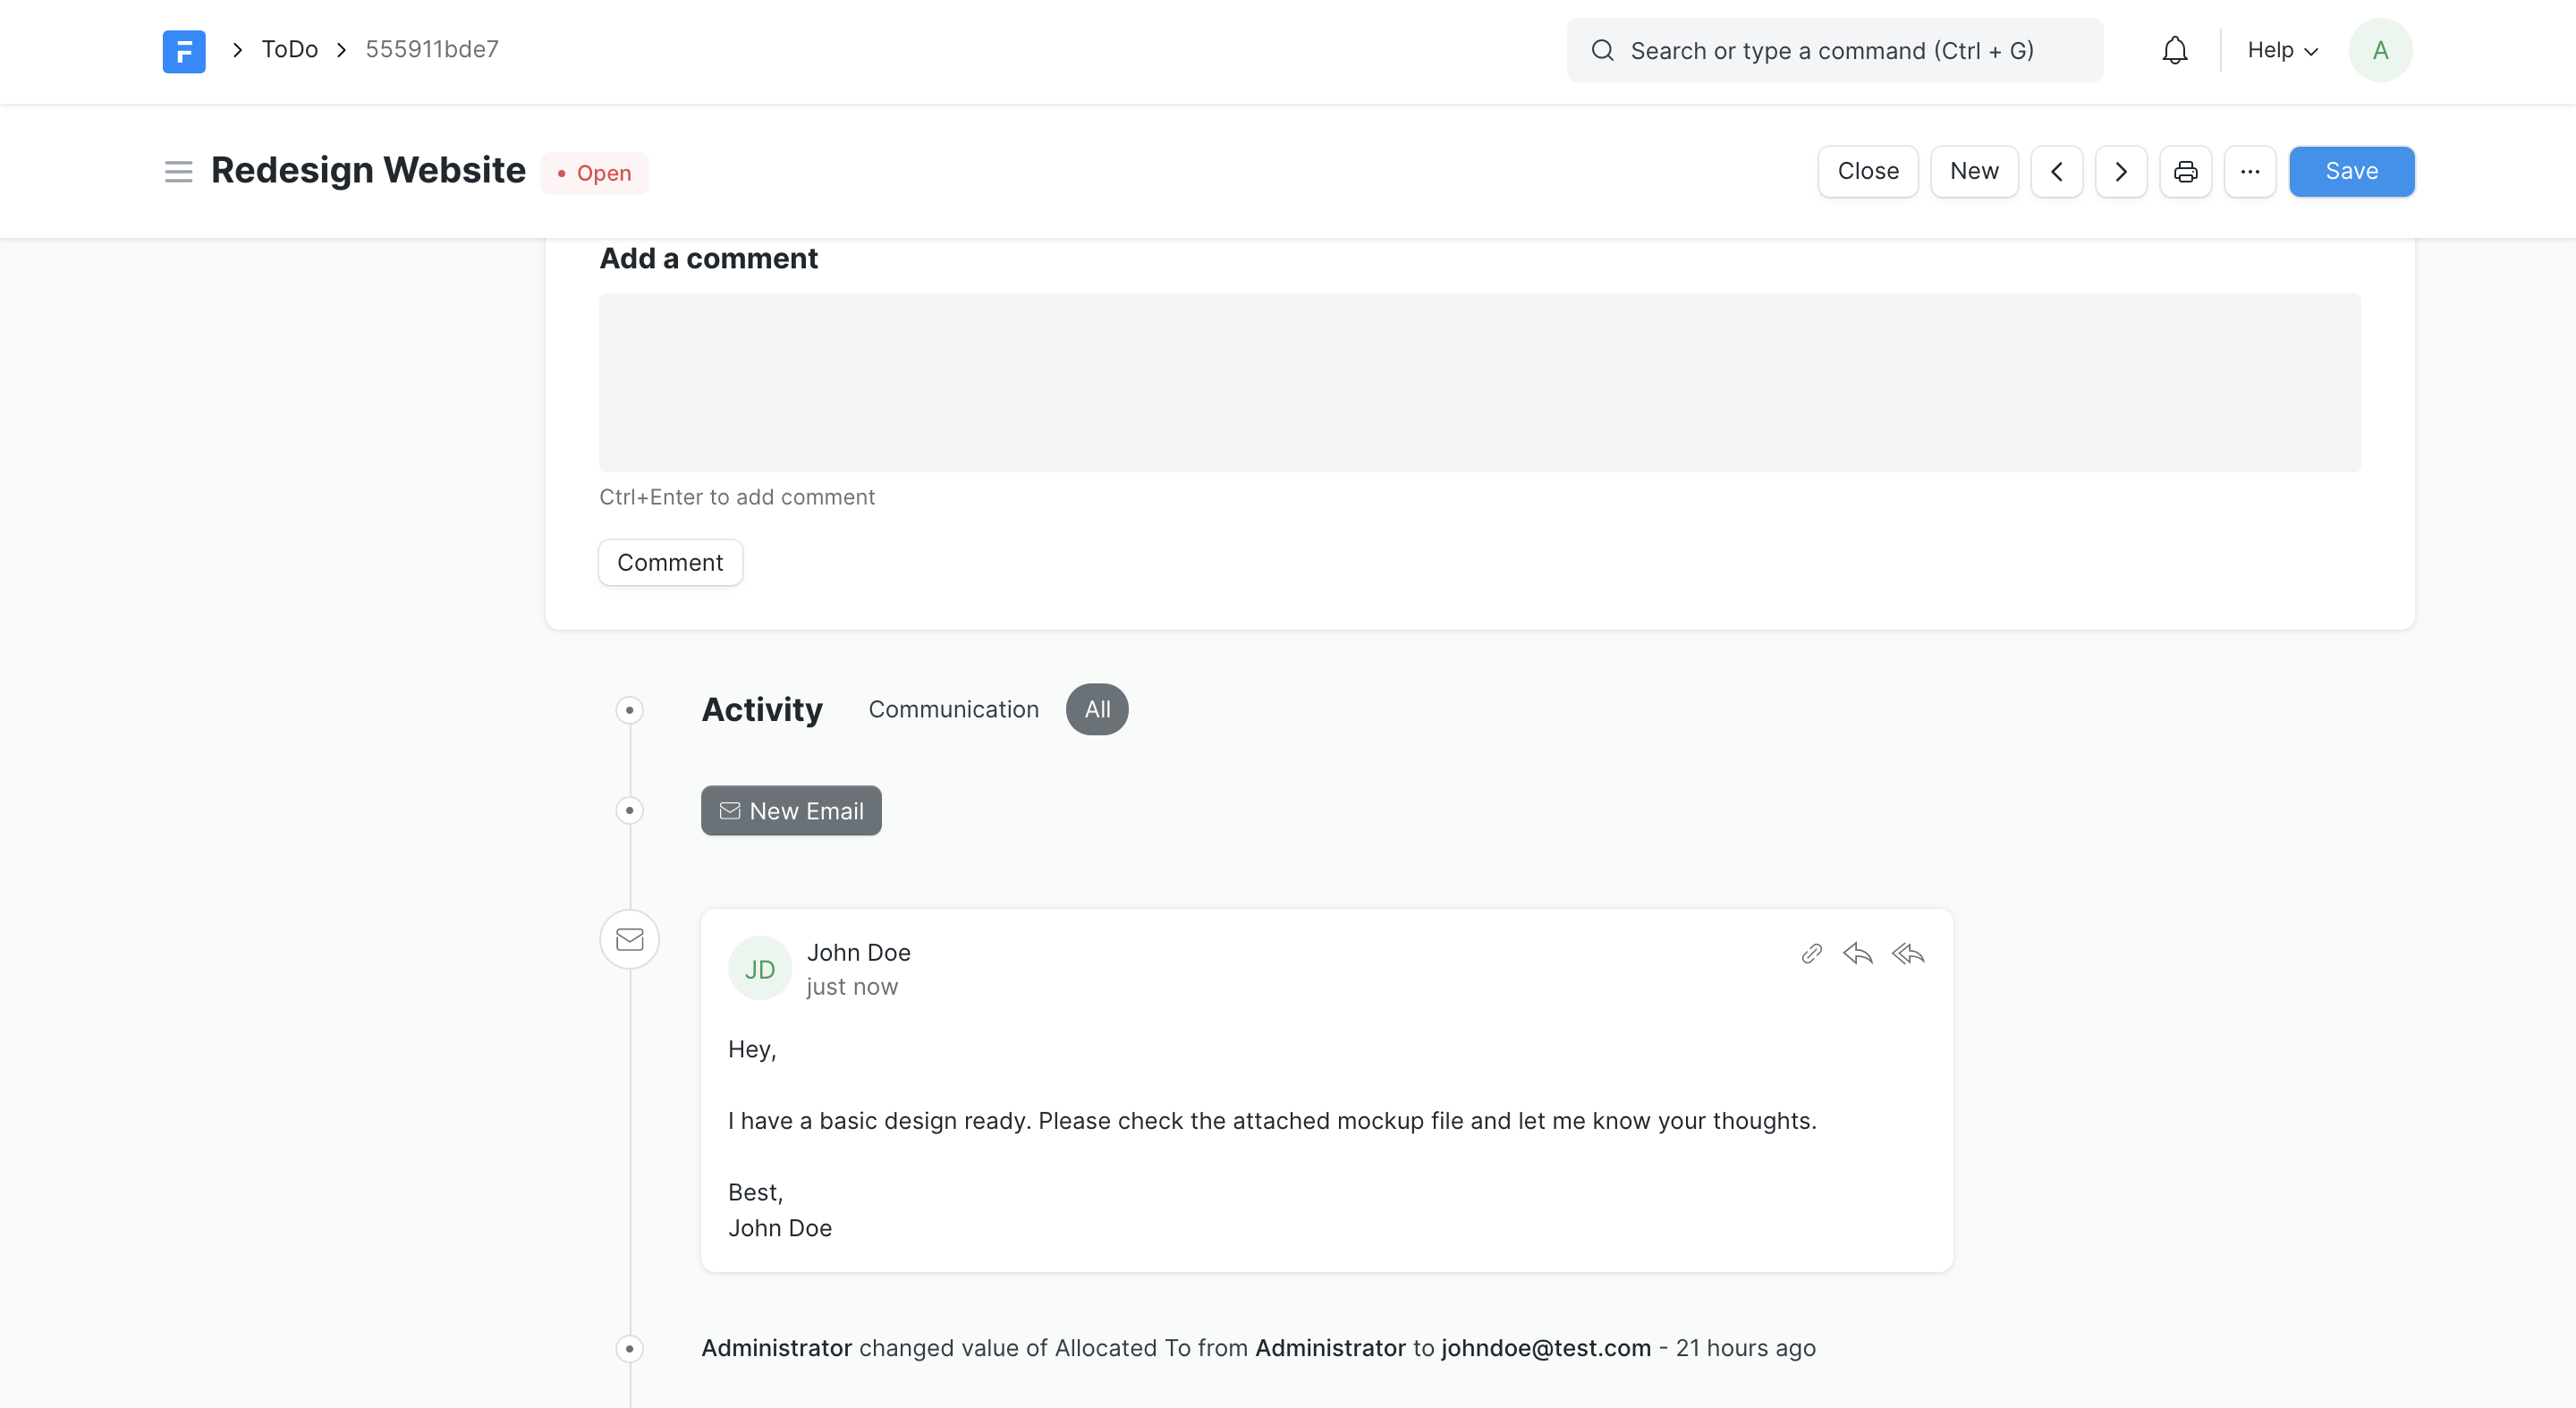 F ToDo 555911bde7 Search or type a command (Ctrl + G) Help A
Redesign Website Open Close New ... Save
Add a comment
Ctrl+Enter to add comment
Comment
Activity Communication All
New Email
JD John Doe
just now
Hey,
I have a basic design ready. Please check the attached mockup file and let me know your thoughts.
Best,
John Doe
Administrator changed value of Allocated To from Administrator to johndoe@test.com - 21 hours ago